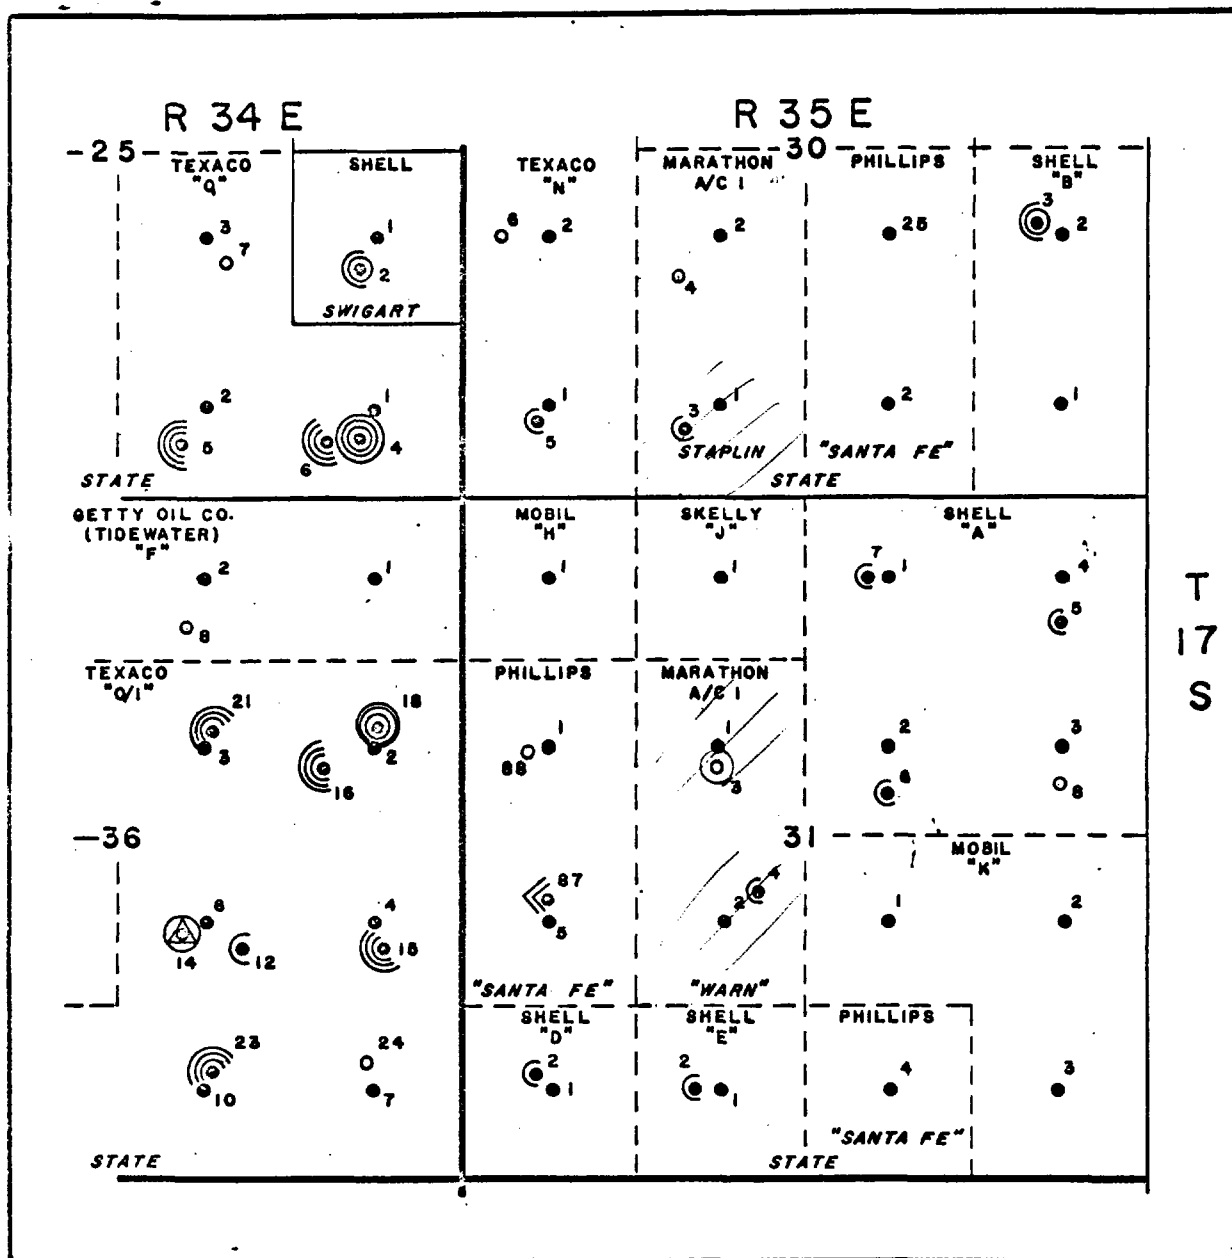 R 34 E
R 35 E
-25-
30
TEXACO
"Q"
SHELL
TEXACO
"N"
MARATHON
A/C 1
PHILLIPS
SHELL
"B"
3
7
1
2
6
2
2
4
25
3
2
SWIGART
2
5
1
6
4
1
5
1
3
2
1
STAPLIN
"SANTA FE"
STATE
STATE
GETTY OIL CO.
(TIDEWATER)
"F"
MOBIL
"H"
SKELLY
"J"
SHELL
"A"
2
1
1
1
7
1
4
5
8
T
17
S
TEXACO
"Q/1"
PHILLIPS
MARATHON
A/C 1
21
3
18
2
16
1
88
1
3
2
6
3
8
-36
31
MOBIL
"K"
8
14
12
4
15
87
5
4
2
1
2
"SANTA FE"
"WARN"
SHELL
"D"
SHELL
"E"
PHILLIPS
23
10
24
7
2
1
2
1
4
3
"SANTA FE"
STATE
STATE